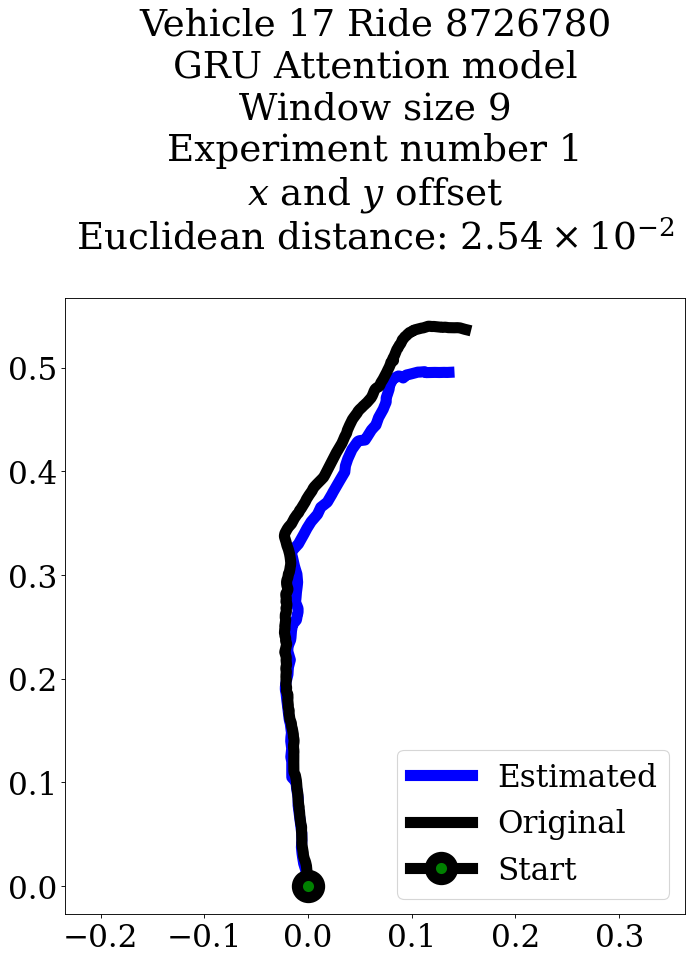 Vehicle 17 Ride 8726780
GRU Attention model
Window size 9
Experiment number 1
x and y offset
Euclidean distance: 2.54 × 10⁻²
0.5
0.4
0.3
0.2
0.1
0.0
Estimated
Original
Start
−0.2 −0.1 0.0 0.1 0.2 0.3